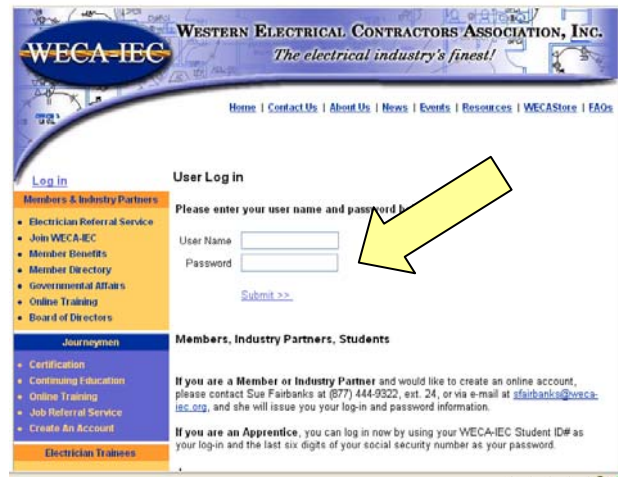 WECA-IEC
WESTERN ELECTRICAL CONTRACTORS ASSOCIATION, INC.
The electrical industry's finest!
Home | Contact Us | About Us | News | Events | Resources | WECAStore | FAQs
Log in
Members & Industry Partners
• Electrician Referral Service
• Join WECA-IEC
• Member Benefits
• Member Directory
• Governmental Affairs
• Online Training
• Board of Directors
Journeymen
• Certification
• Continuing Education
• Online Training
• Job Referral Service
• Create An Account
Electrician Trainees
User Log in
Please enter your user name and password
User Name
Password
Submit >>
Members, Industry Partners, Students
If you are a Member or Industry Partner and would like to create an online account,
please contact Sue Fairbanks at (877) 444-9322, ext. 24, or via e-mail at sfairbanks@weca-
iec.org, and she will issue you your log-in and password information.
If you are an Apprentice, you can log in now by using your WECA-IEC Student ID# as
your log-in and the last six digits of your social security number as your password.